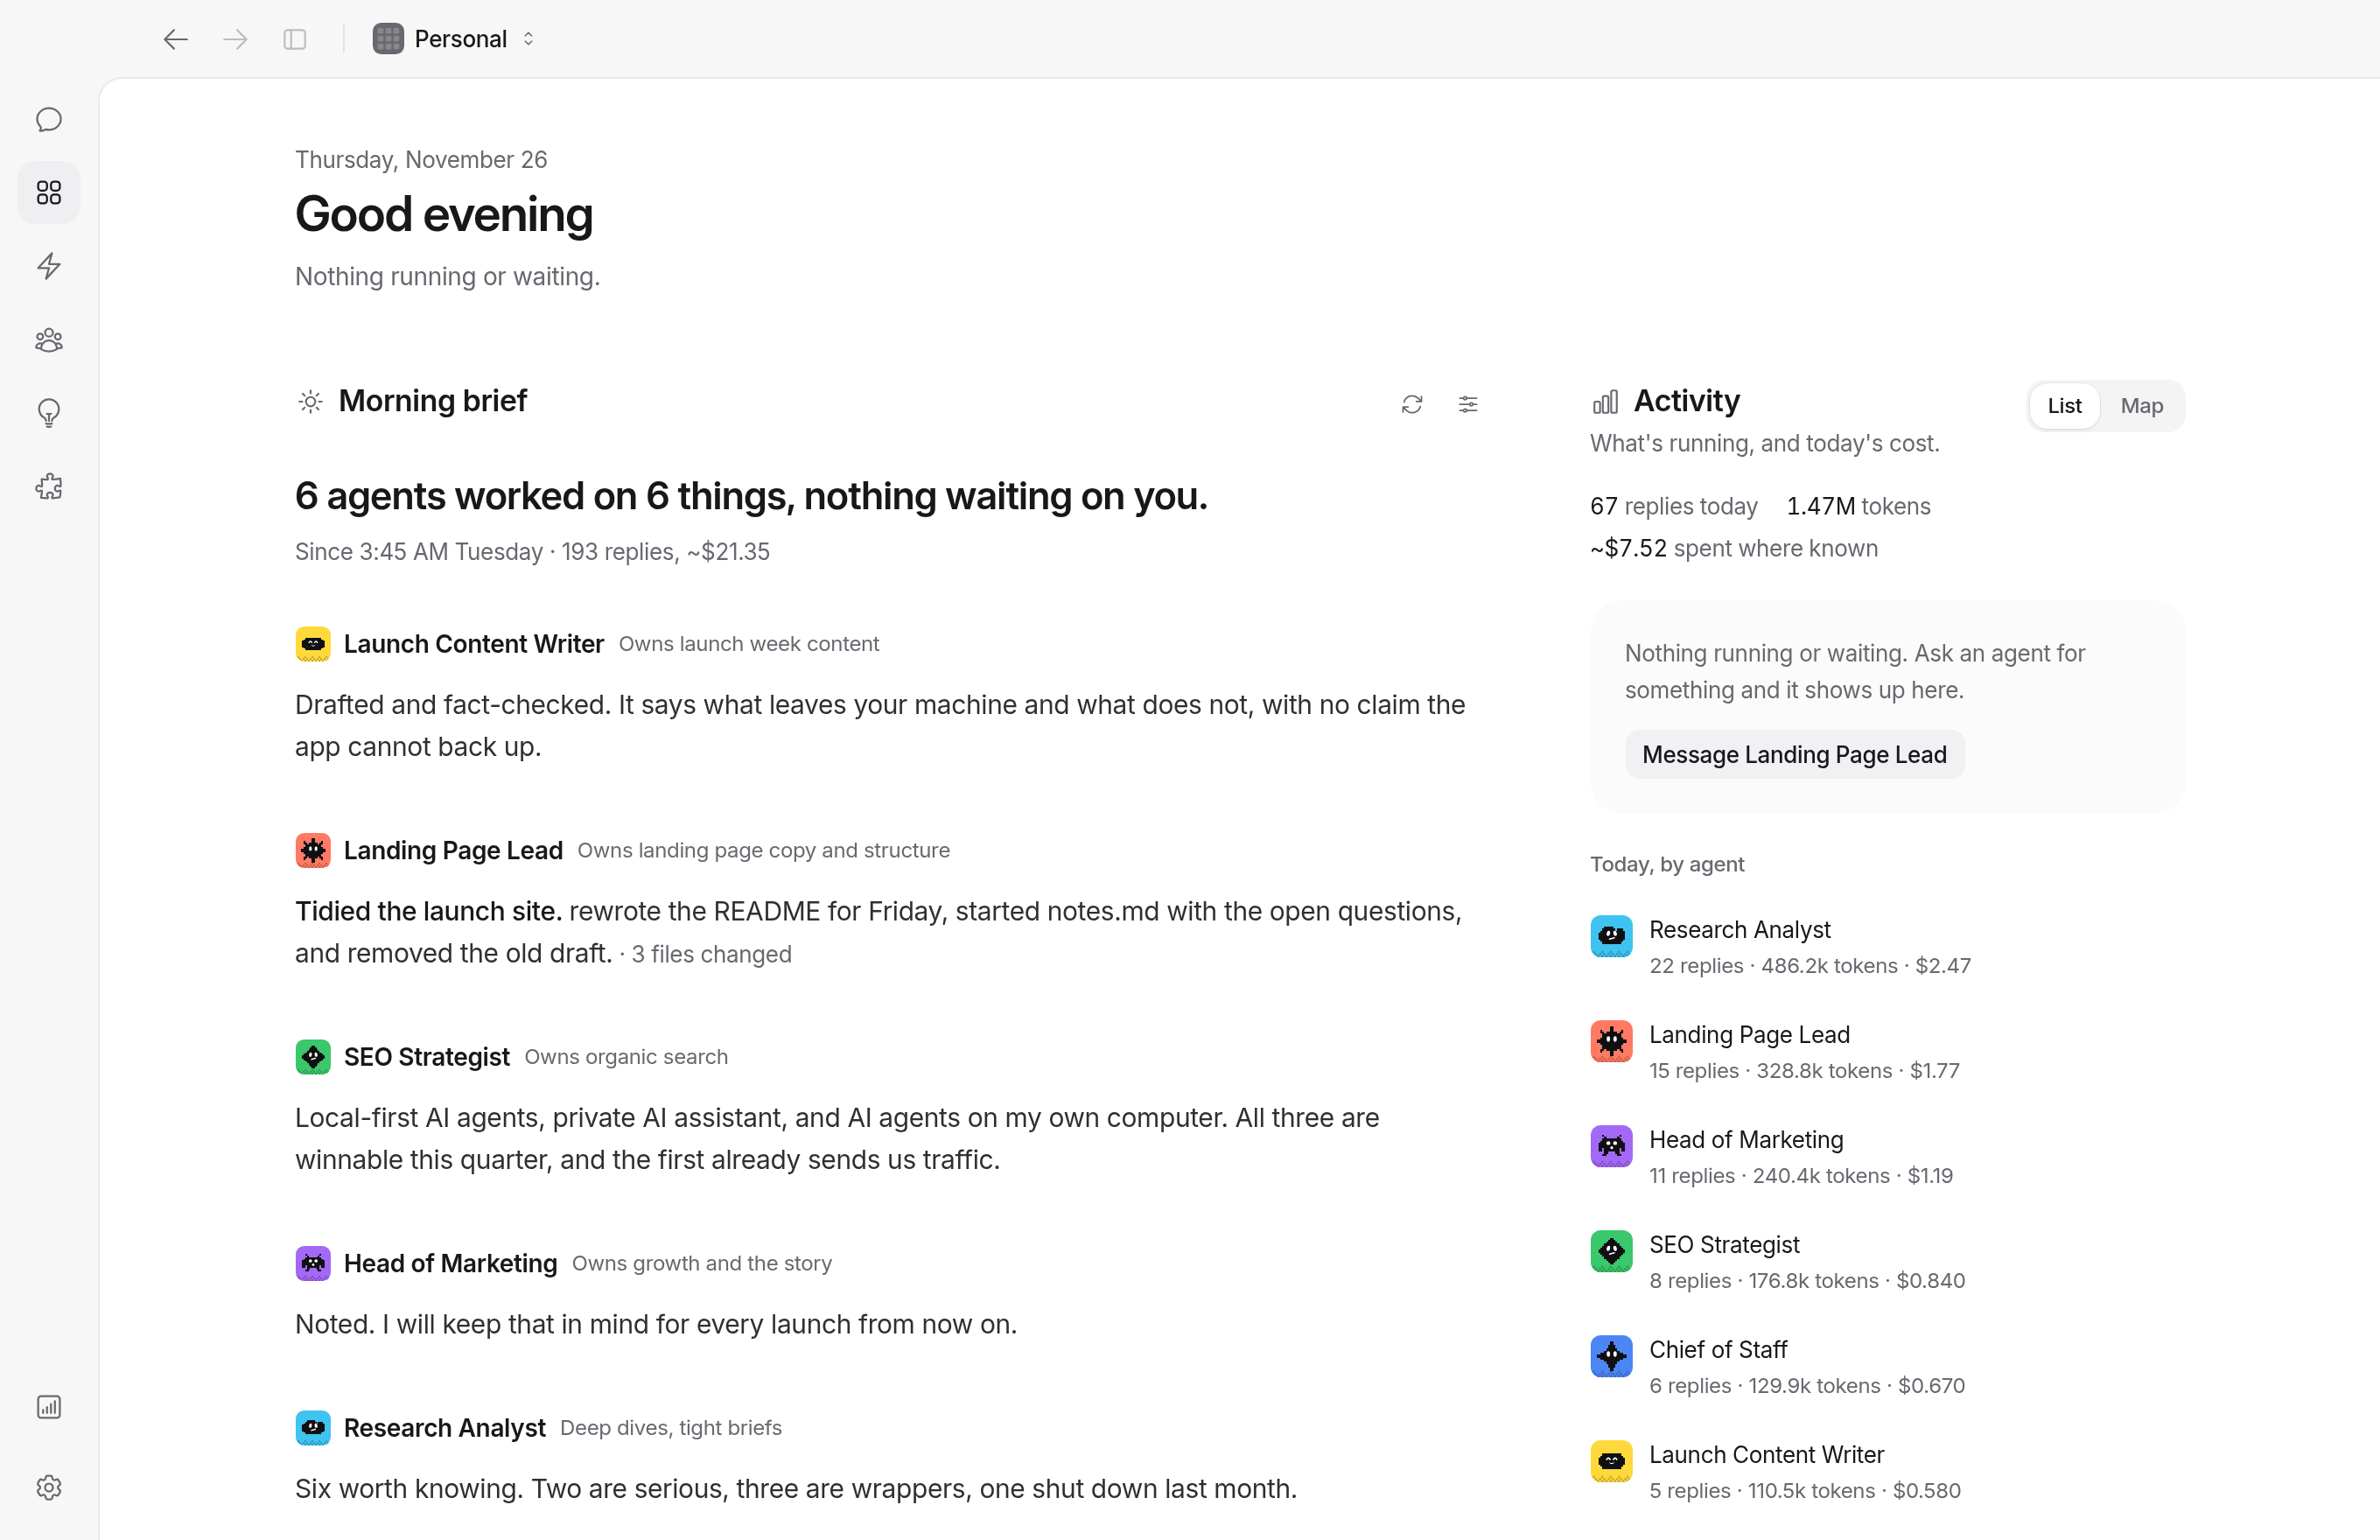 Personal
Thursday, November 26
Good evening
Nothing running or waiting.
Morning brief
6 agents worked on 6 things, nothing waiting on you.
Since 3:45 AM Tuesday · 193 replies, ~$21.35
Launch Content Writer Owns launch week content
Drafted and fact-checked. It says what leaves your machine and what does not, with no claim the
app cannot back up.
Landing Page Lead Owns landing page copy and structure
Tidied the launch site. rewrote the README for Friday, started notes.md with the open questions,
and removed the old draft. · 3 files changed
SEO Strategist Owns organic search
Local-first AI agents, private AI assistant, and AI agents on my own computer. All three are
winnable this quarter, and the first already sends us traffic.
Head of Marketing Owns growth and the story
Noted. I will keep that in mind for every launch from now on.
Research Analyst Deep dives, tight briefs
Six worth knowing. Two are serious, three are wrappers, one shut down last month.
Activity
List Map
What's running, and today's cost.
67 replies today 1.47M tokens
~$7.52 spent where known
Nothing running or waiting. Ask an agent for
something and it shows up here.
Message Landing Page Lead
Today, by agent
Research Analyst
22 replies · 486.2k tokens · $2.47
Landing Page Lead
15 replies · 328.8k tokens · $1.77
Head of Marketing
11 replies · 240.4k tokens · $1.19
SEO Strategist
8 replies · 176.8k tokens · $0.840
Chief of Staff
6 replies · 129.9k tokens · $0.670
Launch Content Writer
5 replies · 110.5k tokens · $0.580